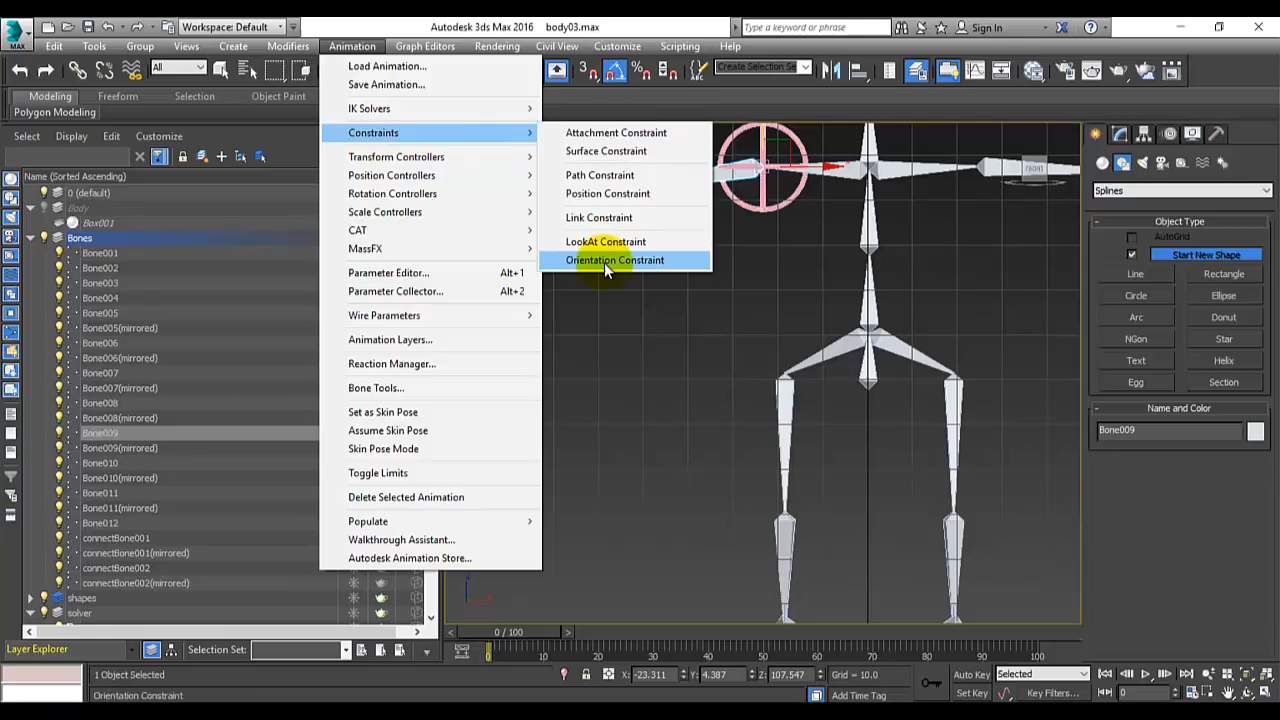 MAX
Workspace: Default
Autodesk 3ds Max 2016 body03.max
Type a keyword or phrase
Sign In
Edit Tools Group Views Create Modifiers Animation Graph Editors Rendering Civil View Customize Scripting Help
All
3
Create Selection Se
Modeling Freeform Selection Object Paint
Polygon Modeling
Select Display Edit Customize
Name (Sorted Ascending)
0 (default)
Body
Box001
Bones
Bone001
Bone002
Bone003
Bone004
Bone005
Bone005(mirrored)
Bone006
Bone006(mirrored)
Bone007
Bone007(mirrored)
Bone008
Bone008(mirrored)
Bone009
Bone009(mirrored)
Bone010
Bone010(mirrored)
Bone011
Bone011(mirrored)
Bone012
connectBone001
connectBone001(mirrored)
connectBone002
connectBone002(mirrored)
shapes
solver
Load Animation...
Save Animation...
IK Solvers
Constraints
Transform Controllers
Position Controllers
Rotation Controllers
Scale Controllers
CAT
MassFX
Parameter Editor... Alt+1
Parameter Collector... Alt+2
Wire Parameters
Animation Layers...
Reaction Manager...
Bone Tools...
Set as Skin Pose
Assume Skin Pose
Skin Pose Mode
Toggle Limits
Delete Selected Animation
Populate
Walkthrough Assistant...
Autodesk Animation Store...
Attachment Constraint
Surface Constraint
Path Constraint
Position Constraint
Link Constraint
LookAt Constraint
Orientation Constraint
FRONT
Splines
Object Type
AutoGrid
Start New Shape
Line Rectangle
Circle Ellipse
Arc Donut
NGon Star
Text Helix
Egg Section
Name and Color
Bone009
0 / 100
Layer Explorer
Selection Set:
0 10 20 30 40 50 60 70 80 90 100
1 Object Selected
X: -23.311 Y: 4.387 Z: 107.547 Grid = 10.0
Auto Key Selected
Orientation Constraint
Add Time Tag
Set Key Key Filters...
0